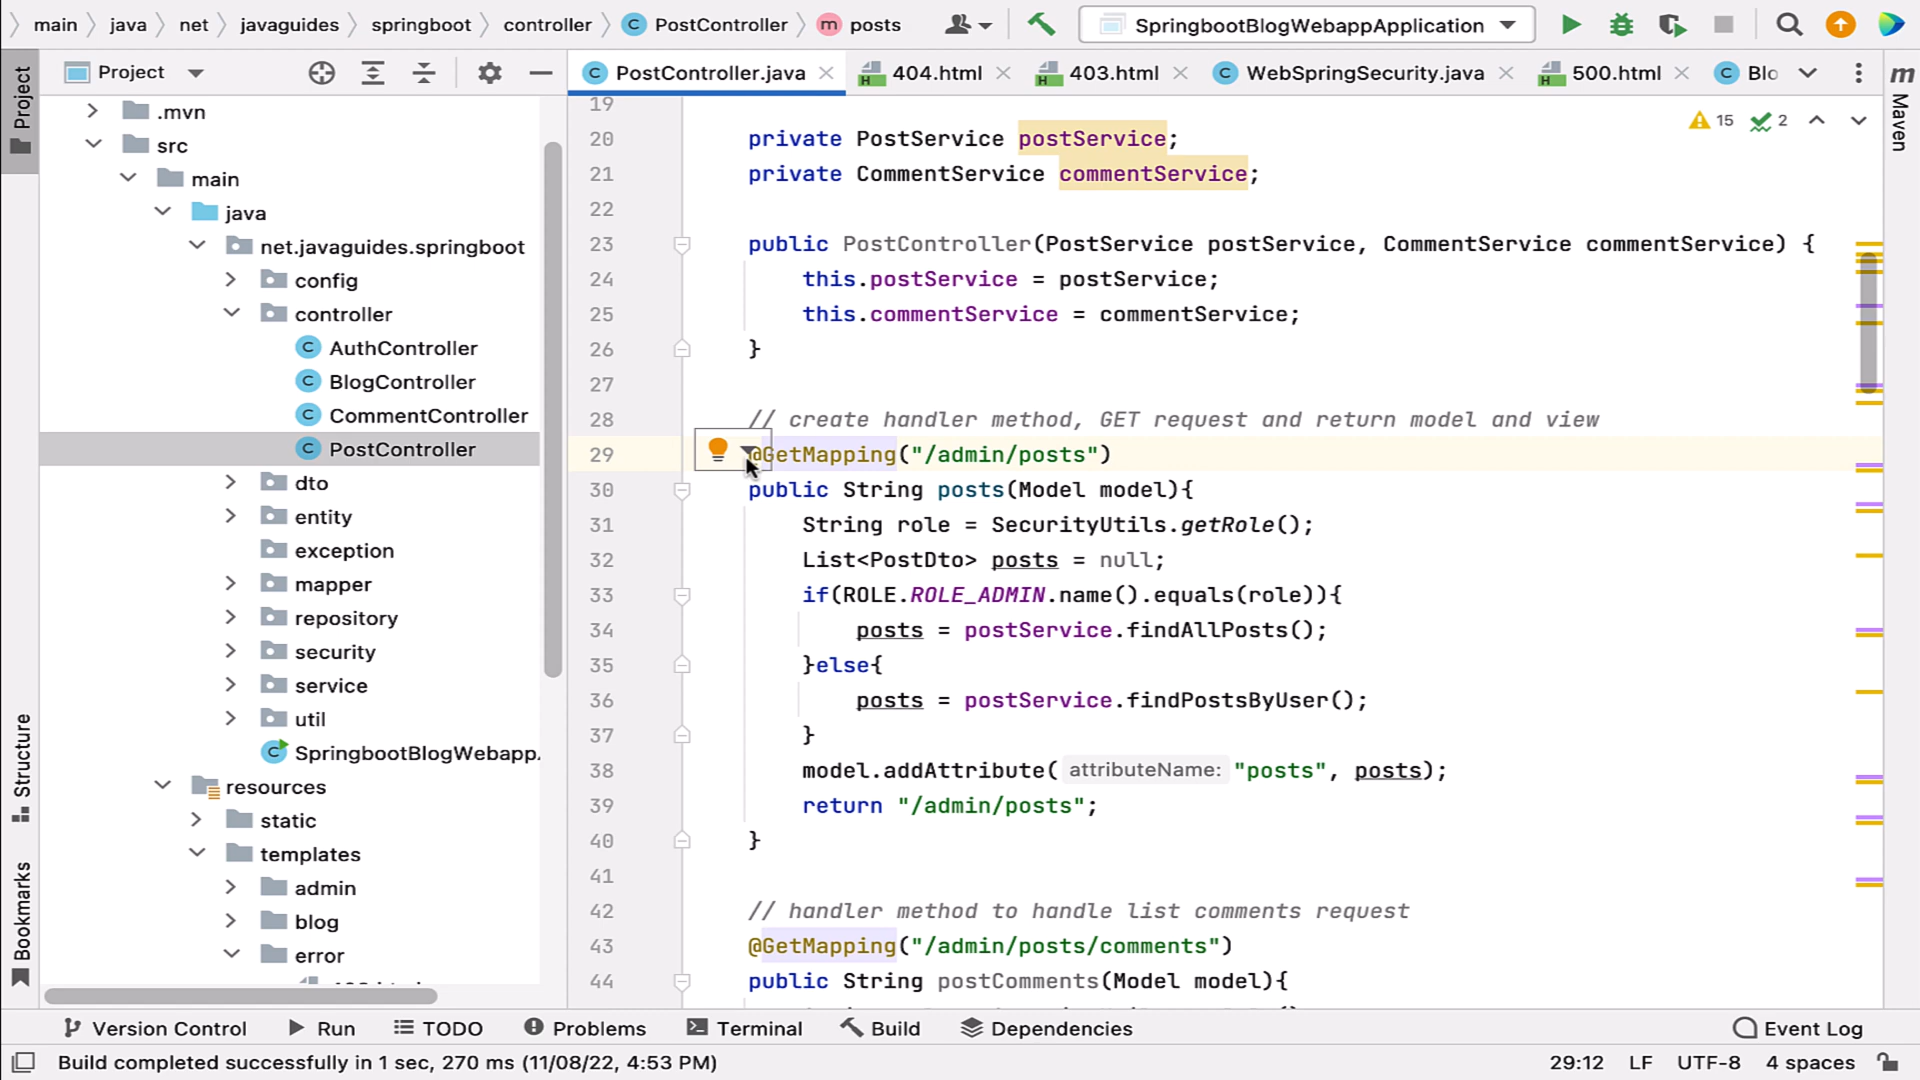 main java net javaguides springboot controller C PostController m posts SpringbootBlogWebappApplication
Project
C PostController.java 404.html 403.html C WebSpringSecurity.java 500.html C Blo
m Maven
Project
Structure
Bookmarks
.mvn
src
main
java
net.javaguides.springboot
config
controller
C AuthController
C BlogController
C CommentController
C PostController
dto
entity
exception
mapper
repository
security
service
util
C SpringbootBlogWebapp
resources
static
templates
admin
blog
error
15 2
19
20 private PostService postService;
21 private CommentService commentService;
22
23 public PostController(PostService postService, CommentService commentService) {
24 this.postService = postService;
25 this.commentService = commentService;
26 }
27
28 // create handler method, GET request and return model and view
29 @GetMapping("/admin/posts")
30 public String posts(Model model){
31 String role = SecurityUtils.getRole();
32 List<PostDto> posts = null;
33 if(ROLE.ROLE_ADMIN.name().equals(role)){
34 posts = postService.findAllPosts();
35 }else{
36 posts = postService.findPostsByUser();
37 }
38 model.addAttribute( attributeName: "posts", posts);
39 return "/admin/posts";
40 }
41
42 // handler method to handle list comments request
43 @GetMapping("/admin/posts/comments")
44 public String postComments(Model model){
Version Control Run TODO Problems Terminal Build Dependencies Event Log
Build completed successfully in 1 sec, 270 ms (11/08/22, 4:53 PM) 29:12 LF UTF-8 4 spaces